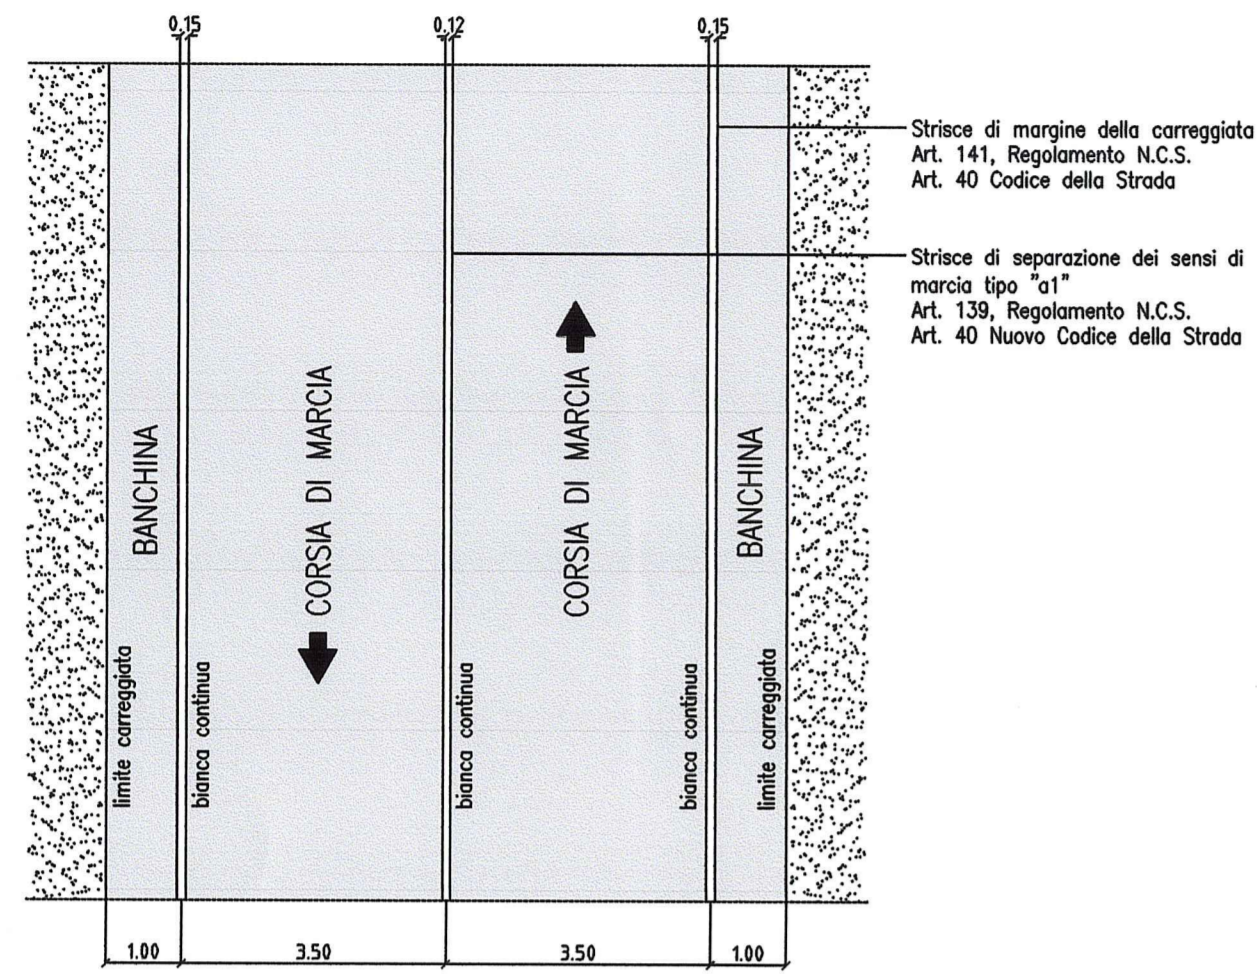 0.15
0.12
0.15
Strisce di margine della carreggiata
Art. 141, Regolamento N.C.S.
Art. 40 Codice della Strada
Strisce di separazione dei sensi di
marcia tipo "a1"
Art. 139, Regolamento N.C.S.
Art. 40 Nuovo Codice della Strada
limite carreggiata
BANCHINA
bianca continua
CORSIA DI MARCIA
bianca continua
CORSIA DI MARCIA
bianca continua
BANCHINA
limite carreggiata
1.00
3.50
3.50
1.00